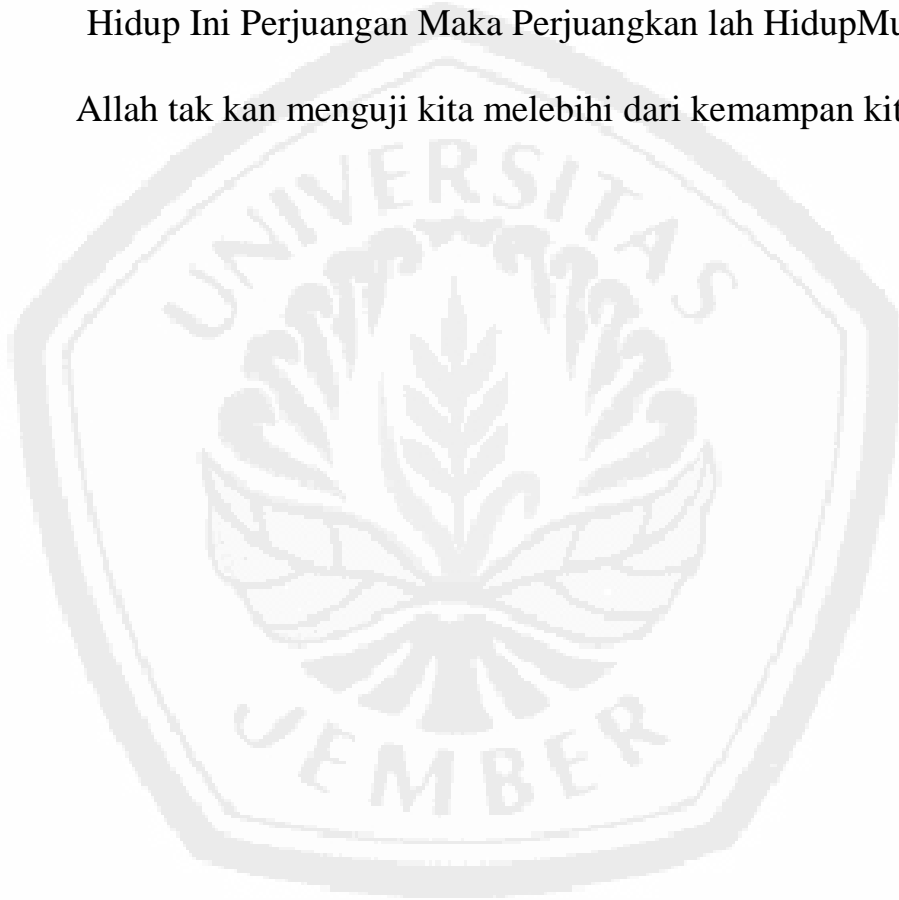 Hidup Ini Perjuangan Maka Perjuangkan lah HidupMu
Allah tak kan menguji kita melebihi dari kemampan kit
UNIVERSITAS
JEMBER